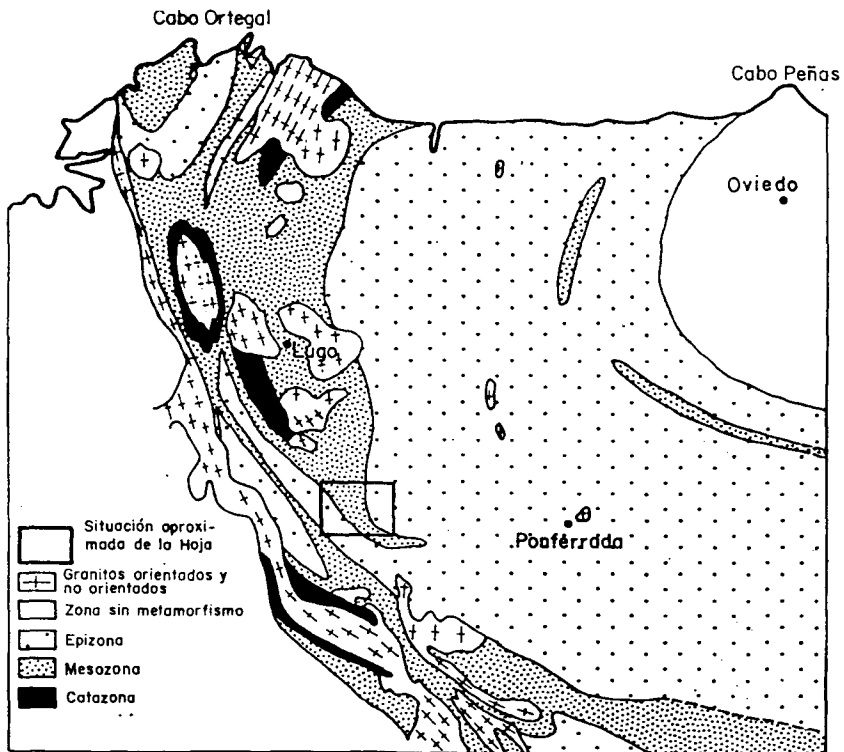 Cabo Ortegal
Cabo Peñas
Oviedo
Lugo
Ponferrada
Situación aproxi-
mada de la Hoja
Granitos orientados y
no orientados
Zona sin metamorfismo
Epizona
Mesozona
Catazona